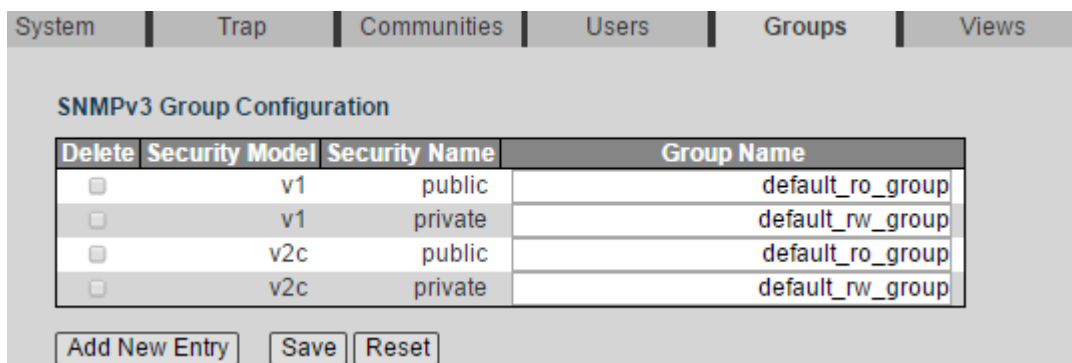 System Trap Communities Users Groups Views
SNMPv3 Group Configuration
Delete Security Model Security Name Group Name
v1 public default_ro_group
v1 private default_rw_group
v2c public default_ro_group
v2c private default_rw_group
Add New Entry Save Reset